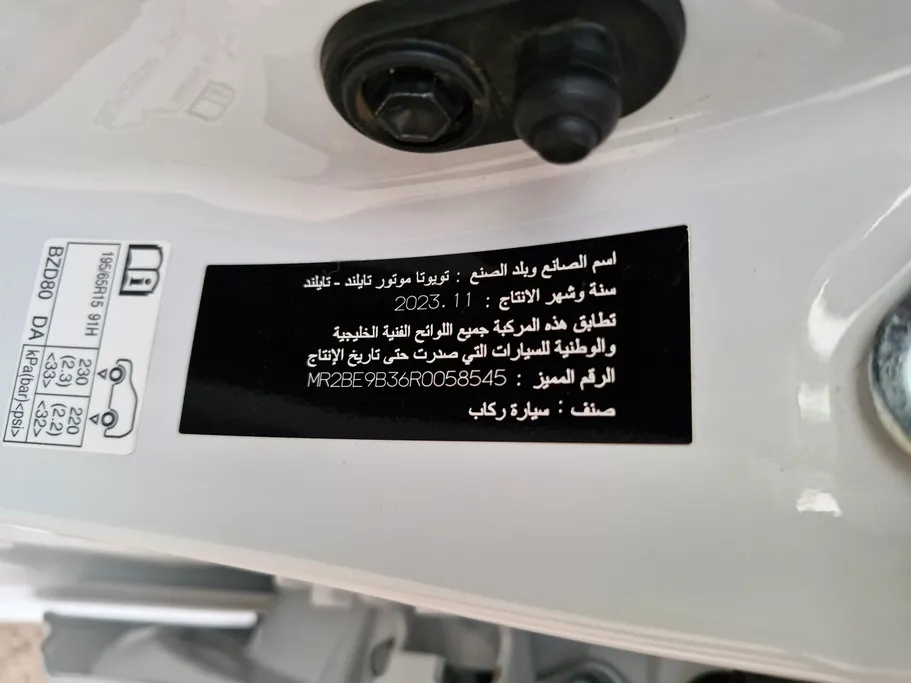 اسم الصانع وبلد الصنع : تويوتا موتور تايلند - تايلند
سنة وشهر الانتاج : 2023.11
تطابق هذه المركبة جميع اللوائح الفنية الخليجية
والوطنية للسيارات التي صدرت حتى تاريخ الإنتاج
الرقم المميز : MR2BE9B36R0058545
صنف : سيارة ركاب
195/65R15 91H
230
(2.3)
<33>
220
(2.2)
<32>
kPa(bar)<psi>
BZD80 DA